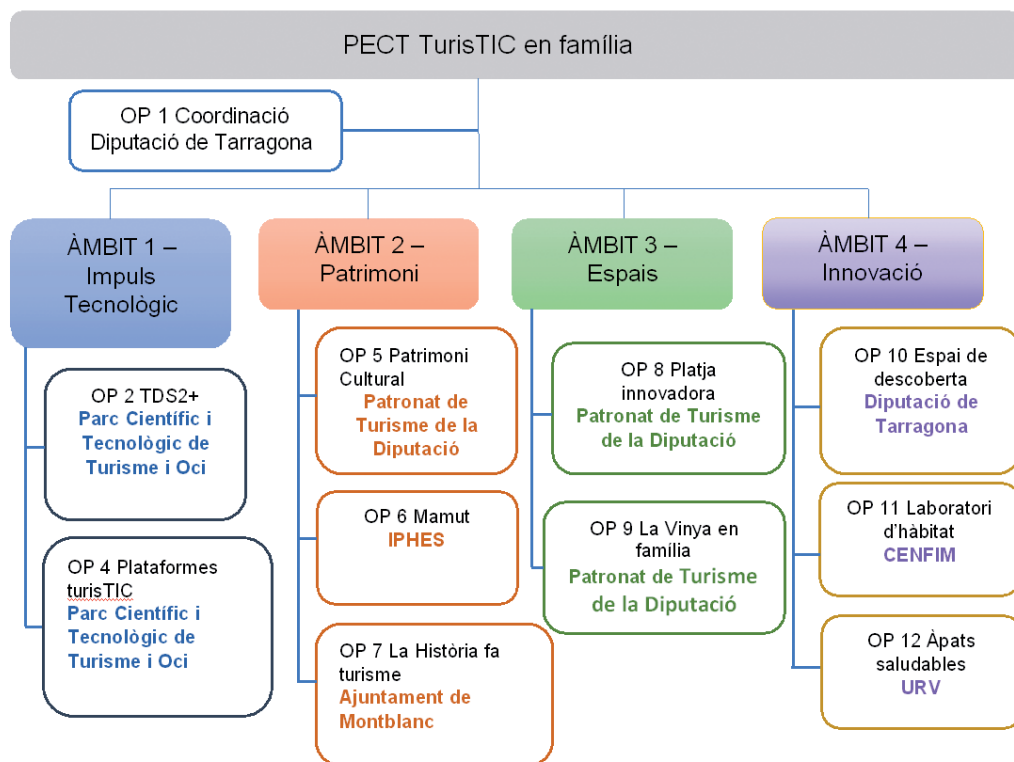 PECT TurisTIC en família
OP 1 Coordinació
Diputació de Tarragona
ÀMBIT 1 –
Impuls
Tecnològic
OP 2 TDS2+
Parc Científic i
Tecnològic de
Turisme i Oci
OP 4 Plataformes
turisTIC
Parc Científic i
Tecnològic de
Turisme i Oci
ÀMBIT 2 –
Patrimoni
OP 5 Patrimoni
Cultural
Patronat de
Turisme de la
Diputació
OP 6 Mamut
IPHES
OP 7 La Història fa
turisme
Ajuntament de
Montblanc
ÀMBIT 3 –
Espais
OP 8 Platja
innovadora
Patronat de Turisme
de la Diputació
OP 9 La Vinya en
família
Patronat de Turisme
de la Diputació
ÀMBIT 4 –
Innovació
OP 10 Espai de
descoberta
Diputació de
Tarragona
OP 11 Laboratori
d'hàbitat
CENFIM
OP 12 Àpats
saludables
URV